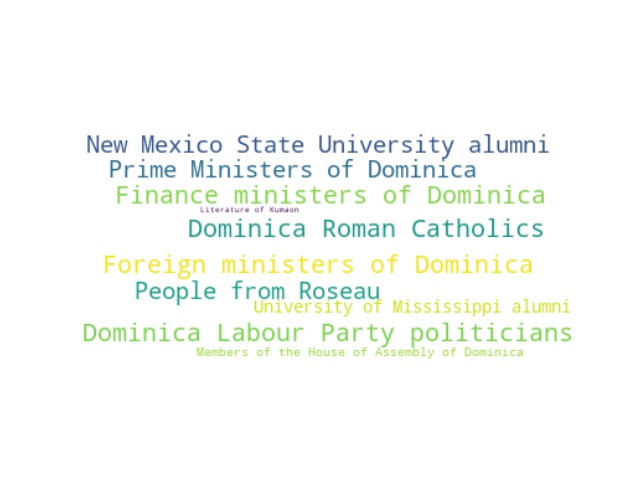 New Mexico State University alumni
Prime Ministers of Dominica
Finance ministers of Dominica
Literature of Kumaon
Dominica Roman Catholics
Foreign ministers of Dominica
People from Roseau
University of Mississippi alumni
Dominica Labour Party politicians
Members of the House of Assembly of Dominica